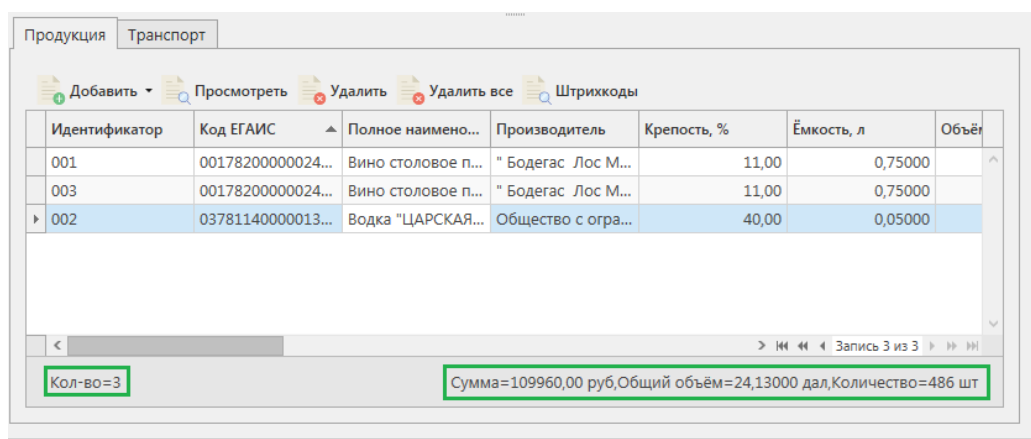 Продукция Транспорт
Добавить Просмотреть Удалить Удалить все Штрихкоды
Идентификатор Код ЕГАИС Полное наимено... Производитель Крепость, % Ёмкость, л Объём
001 00178200000024... Вино столовое п... " Бодегас Лос М... 11,00 0,75000
003 00178200000024... Вино столовое п... " Бодегас Лос М... 11,00 0,75000
002 03781140000013... Водка "ЦАРСКАЯ... Общество с огра... 40,00 0,05000
Запись 3 из 3
Кол-во=3 Сумма=109960,00 руб,Общий объём=24,13000 дал,Количество=486 шт